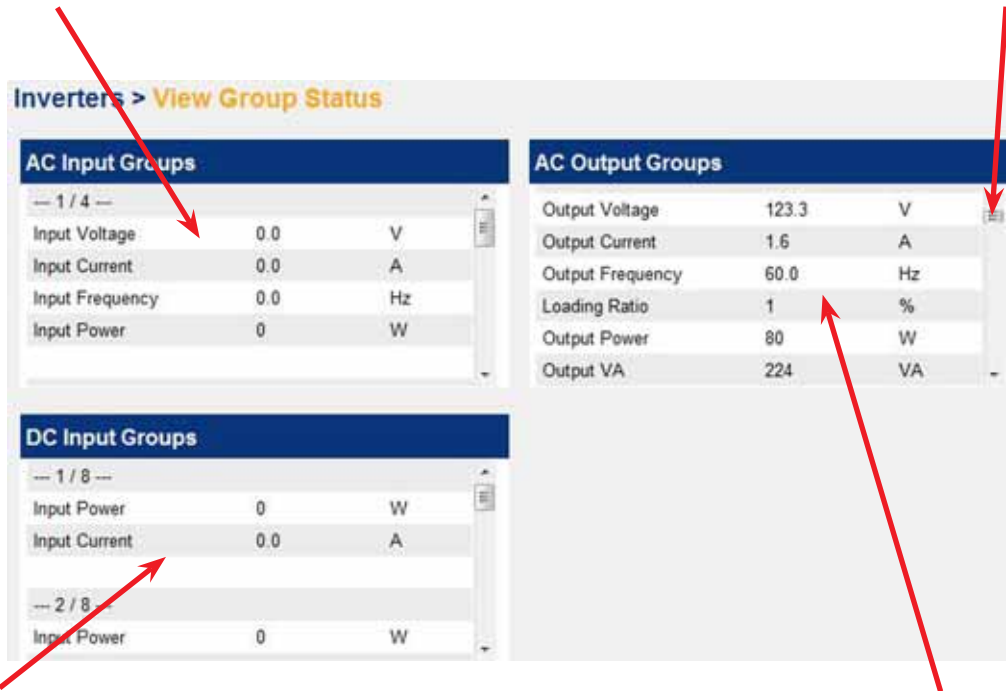 Inverters > View Group Status
AC Input Groups
--- 1 / 4 ---
Input Voltage 0.0 V
Input Current 0.0 A
Input Frequency 0.0 Hz
Input Power 0 W
AC Output Groups
Output Voltage 123.3 V
Output Current 1.6 A
Output Frequency 60.0 Hz
Loading Ratio 1 %
Output Power 80 W
Output VA 224 VA
DC Input Groups
--- 1 / 8 ---
Input Power 0 W
Input Current 0.0 A
--- 2 / 8 ---
Input Power 0 W